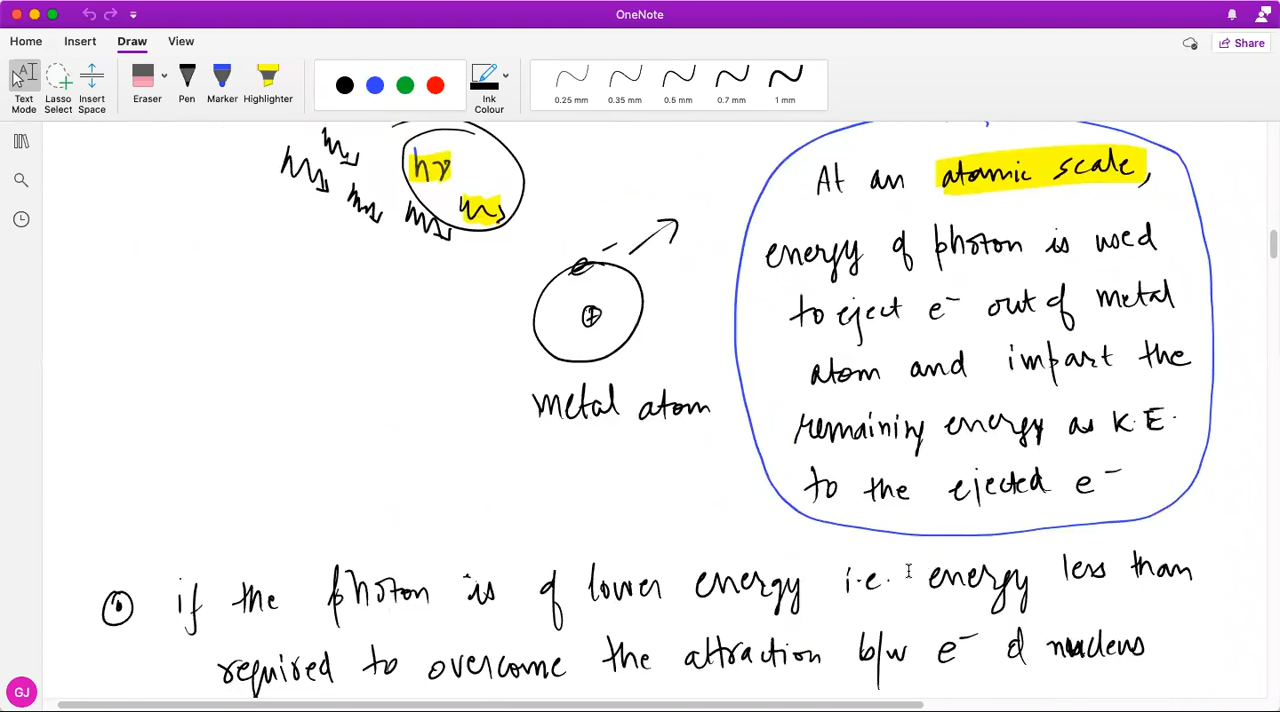 OneNote
Home Insert Draw View
Share
Text Mode
Lasso Select
Insert Space
Eraser
Pen
Marker
Highlighter
Ink Colour
0.25 mm 0.35 mm 0.5 mm 0.7 mm 1 mm
hν
At an atomic scale,
energy of photon is used
to eject e⁻ out of metal
atom and impart the
remaining energy as K.E.
to the ejected e⁻
+
metal atom
if the photon is of lower energy i.e. energy less than
required to overcome the attraction b/w e⁻ & nucleus
GJ